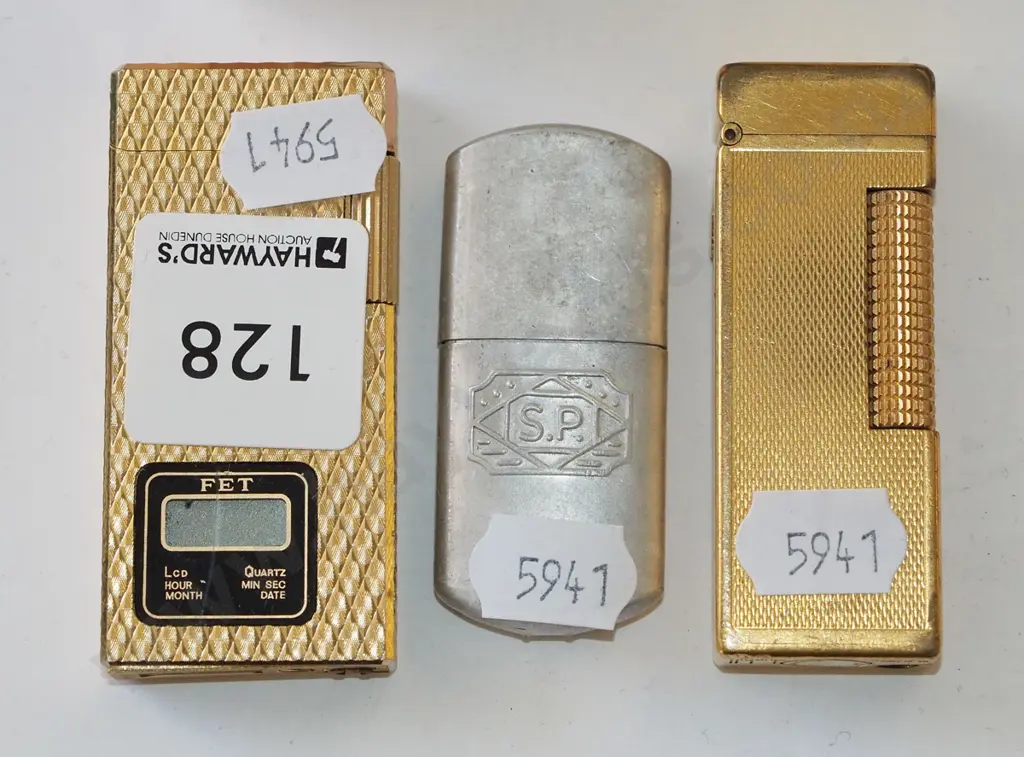 5941
HAYWARD'S
AUCTION HOUSE DUNEDIN
128
FET
LCD QUARTZ
HOUR MIN SEC
MONTH DATE
S.P.
5941
5941